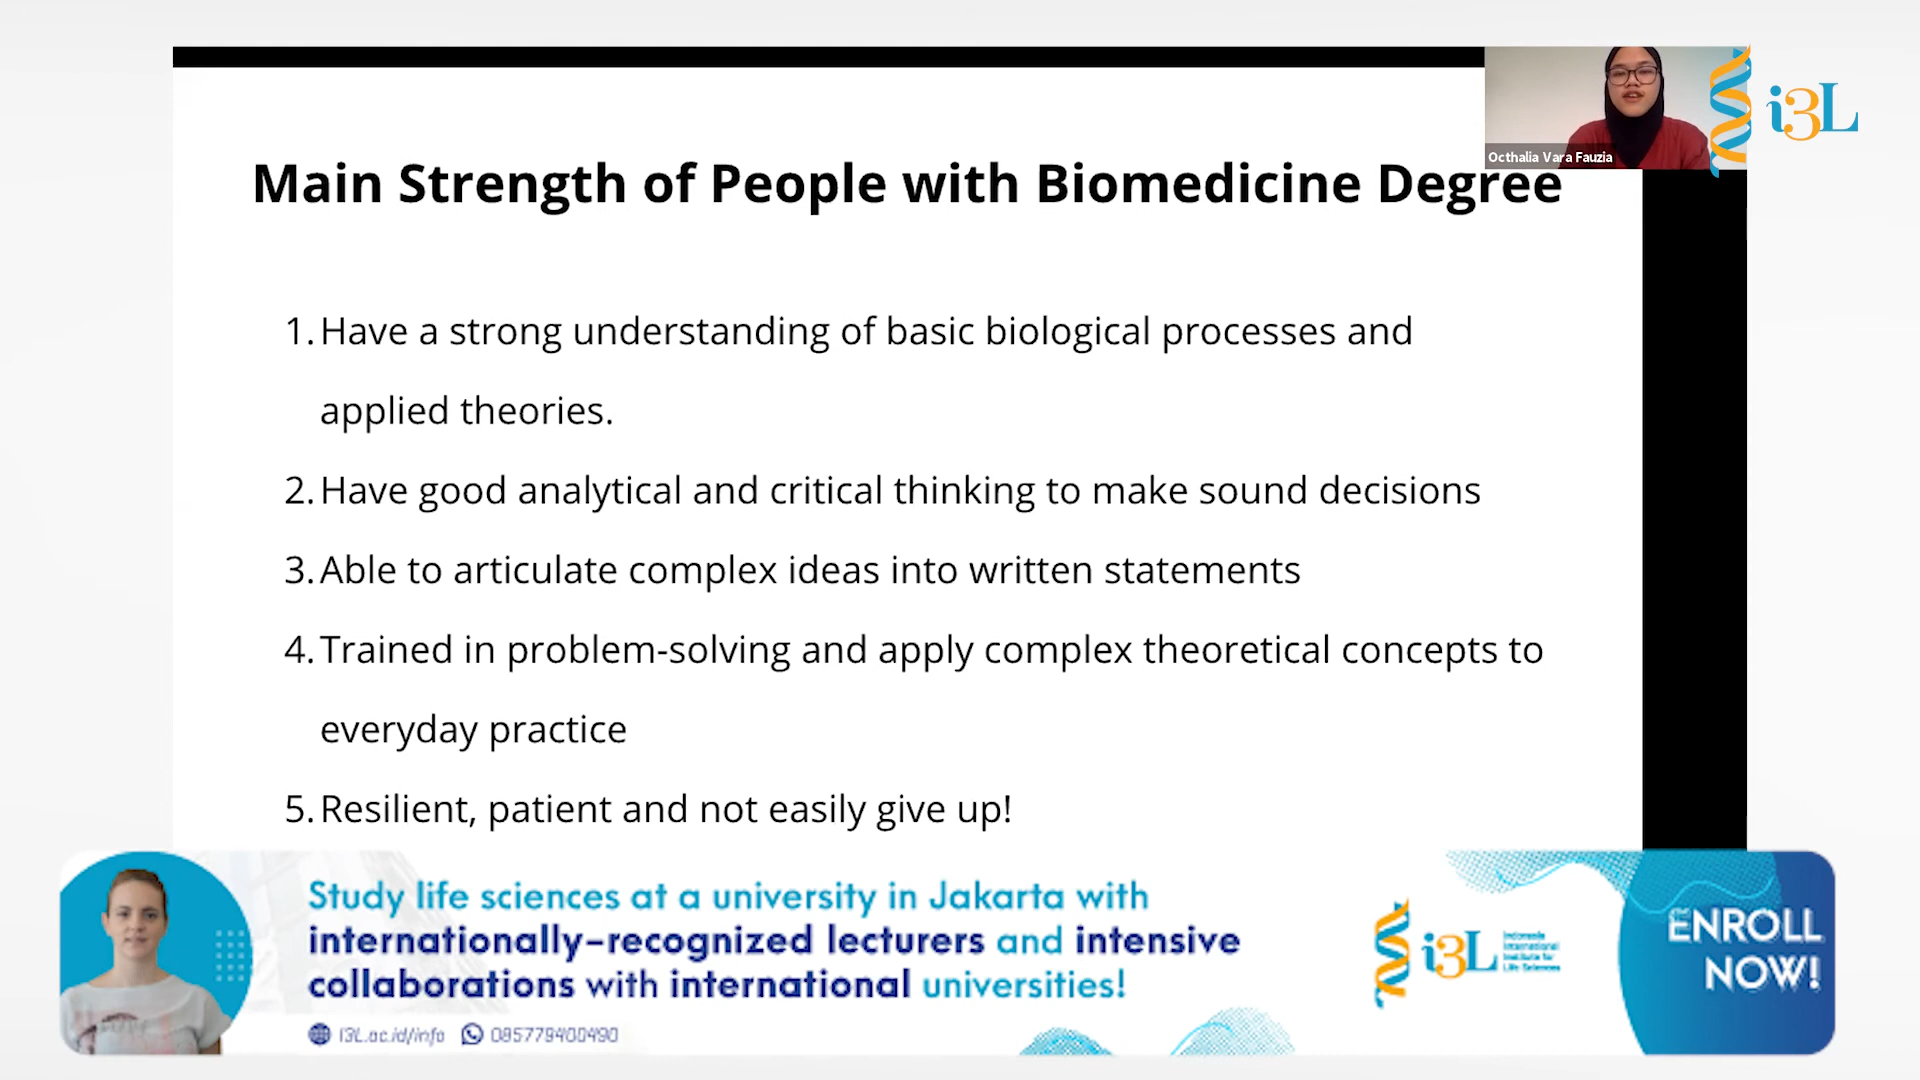 i3L
Octhalia Vara Fauzia
Main Strength of People with Biomedicine Degree
1. Have a strong understanding of basic biological processes and
applied theories.
2. Have good analytical and critical thinking to make sound decisions
3. Able to articulate complex ideas into written statements
4. Trained in problem-solving and apply complex theoretical concepts to
everyday practice
5. Resilient, patient and not easily give up!
Study life sciences at a university in Jakarta with
internationally-recognized lecturers and intensive
collaborations with international universities!
i3L.ac.id/info 085779400490
i3L
Indonesia
International
Institute for
Life-Sciences
ENROLL
NOW!